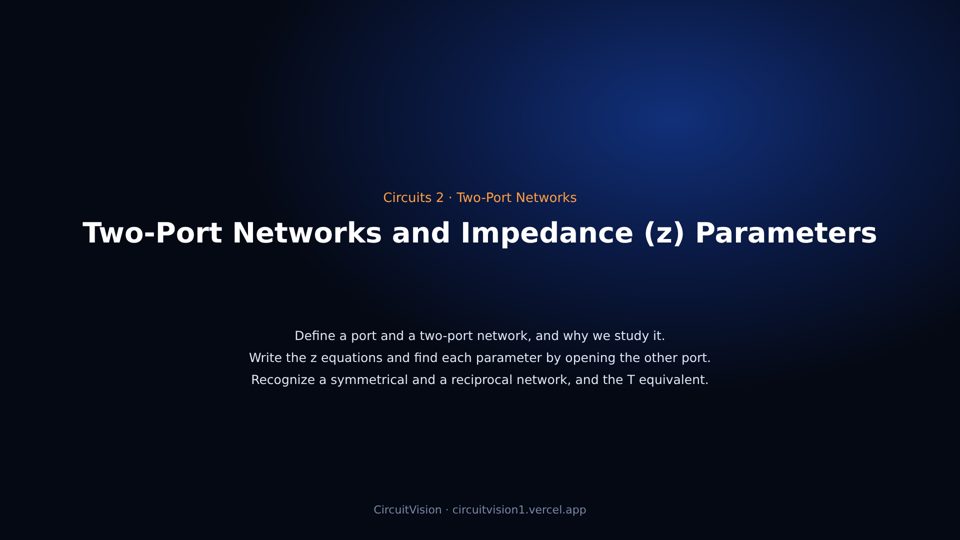 Circuits 2 · Two-Port Networks
Two-Port Networks and Impedance (z) Parameters
Define a port and a two-port network, and why we study it.
Write the z equations and find each parameter by opening the other port.
Recognize a symmetrical and a reciprocal network, and the T equivalent.
CircuitVision · circuitvision1.vercel.app